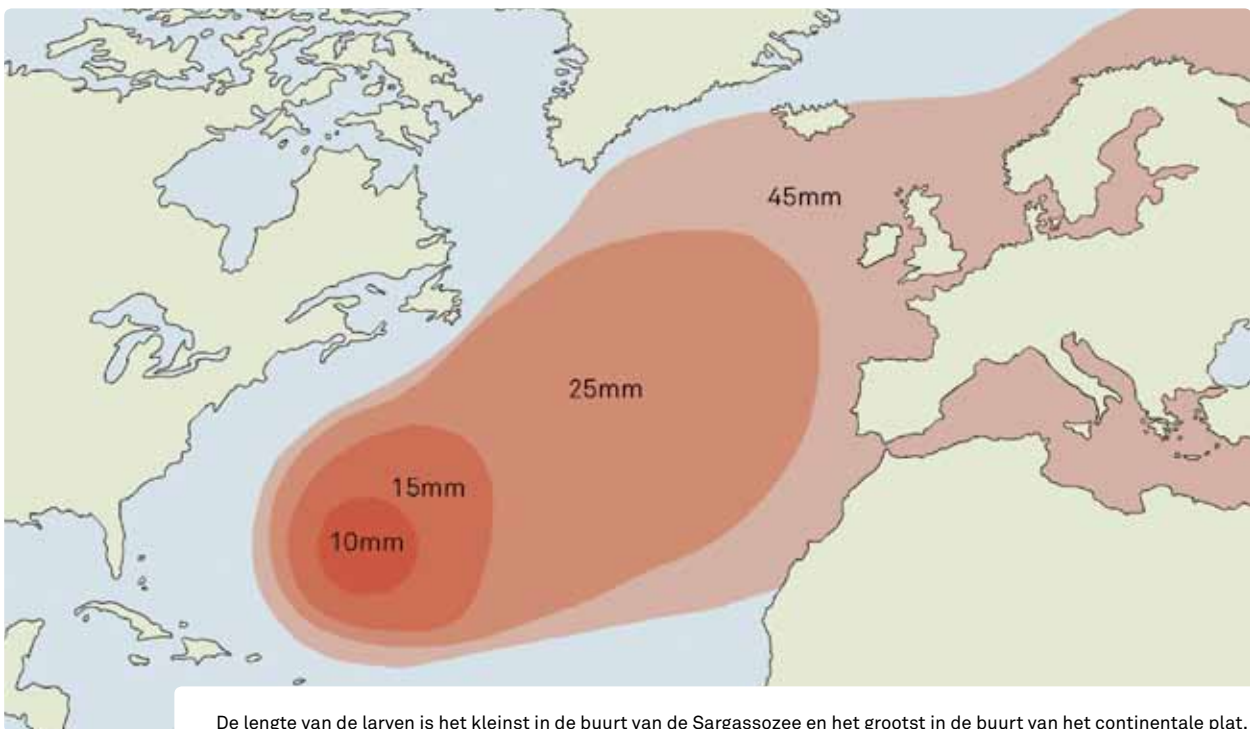 45mm
25mm
15mm
10mm
De lengte van de larven is het kleinst in de buurt van de Sargassozee en het grootst in de buurt van het continentale plat.